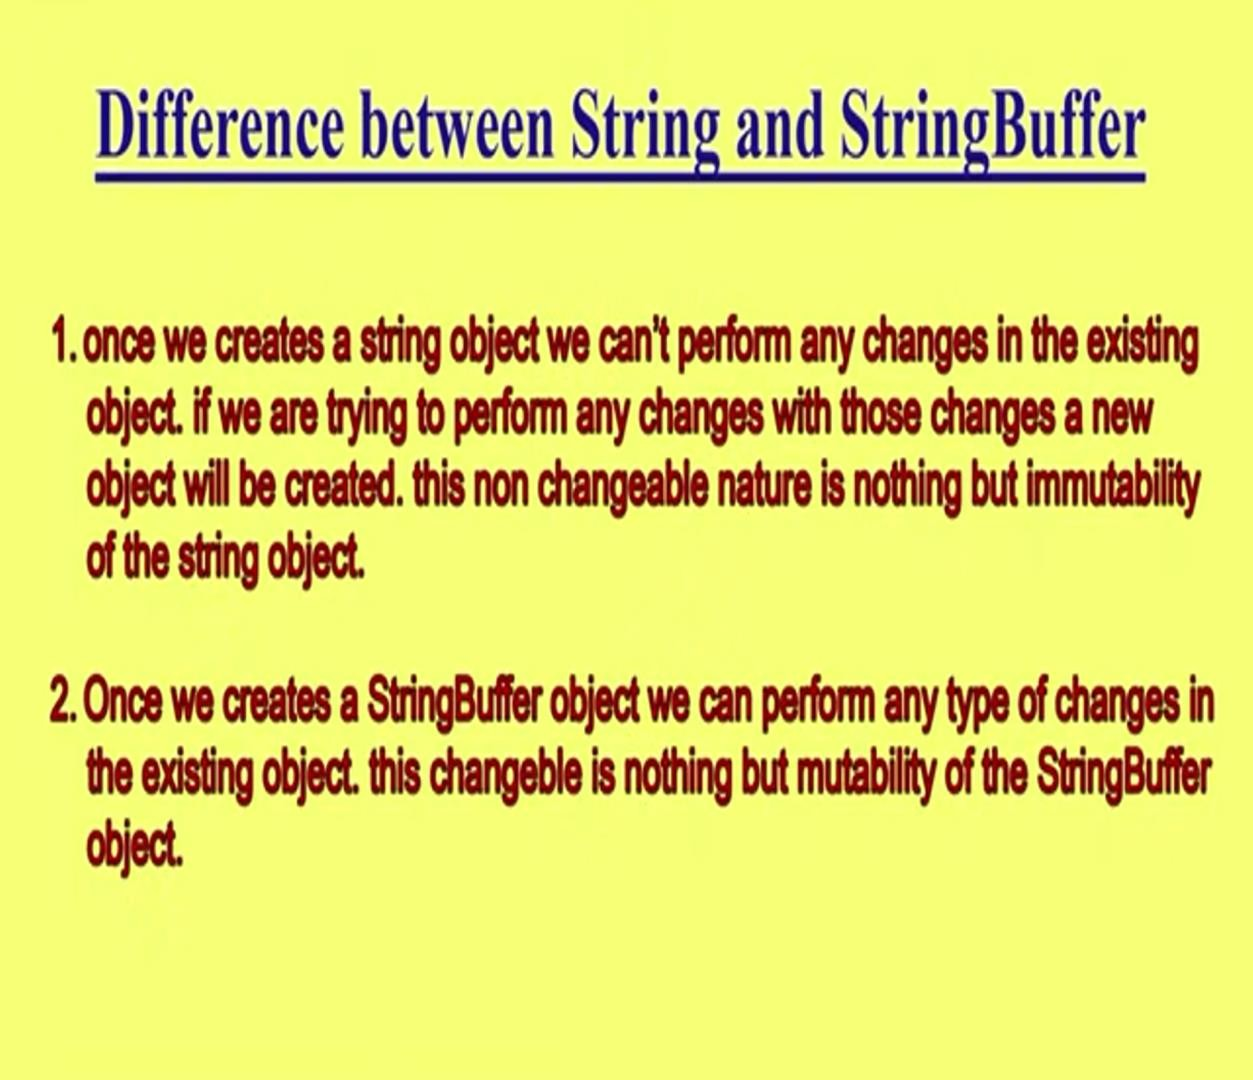 Difference between String and StringBuffer
1. once we creates a string object we can't perform any changes in the existing
object. if we are trying to perform any changes with those changes a new
object will be created. this non changeable nature is nothing but immutability
of the string object.
2. Once we creates a StringBuffer object we can perform any type of changes in
the existing object. this changeble is nothing but mutability of the StringBuffer
object.